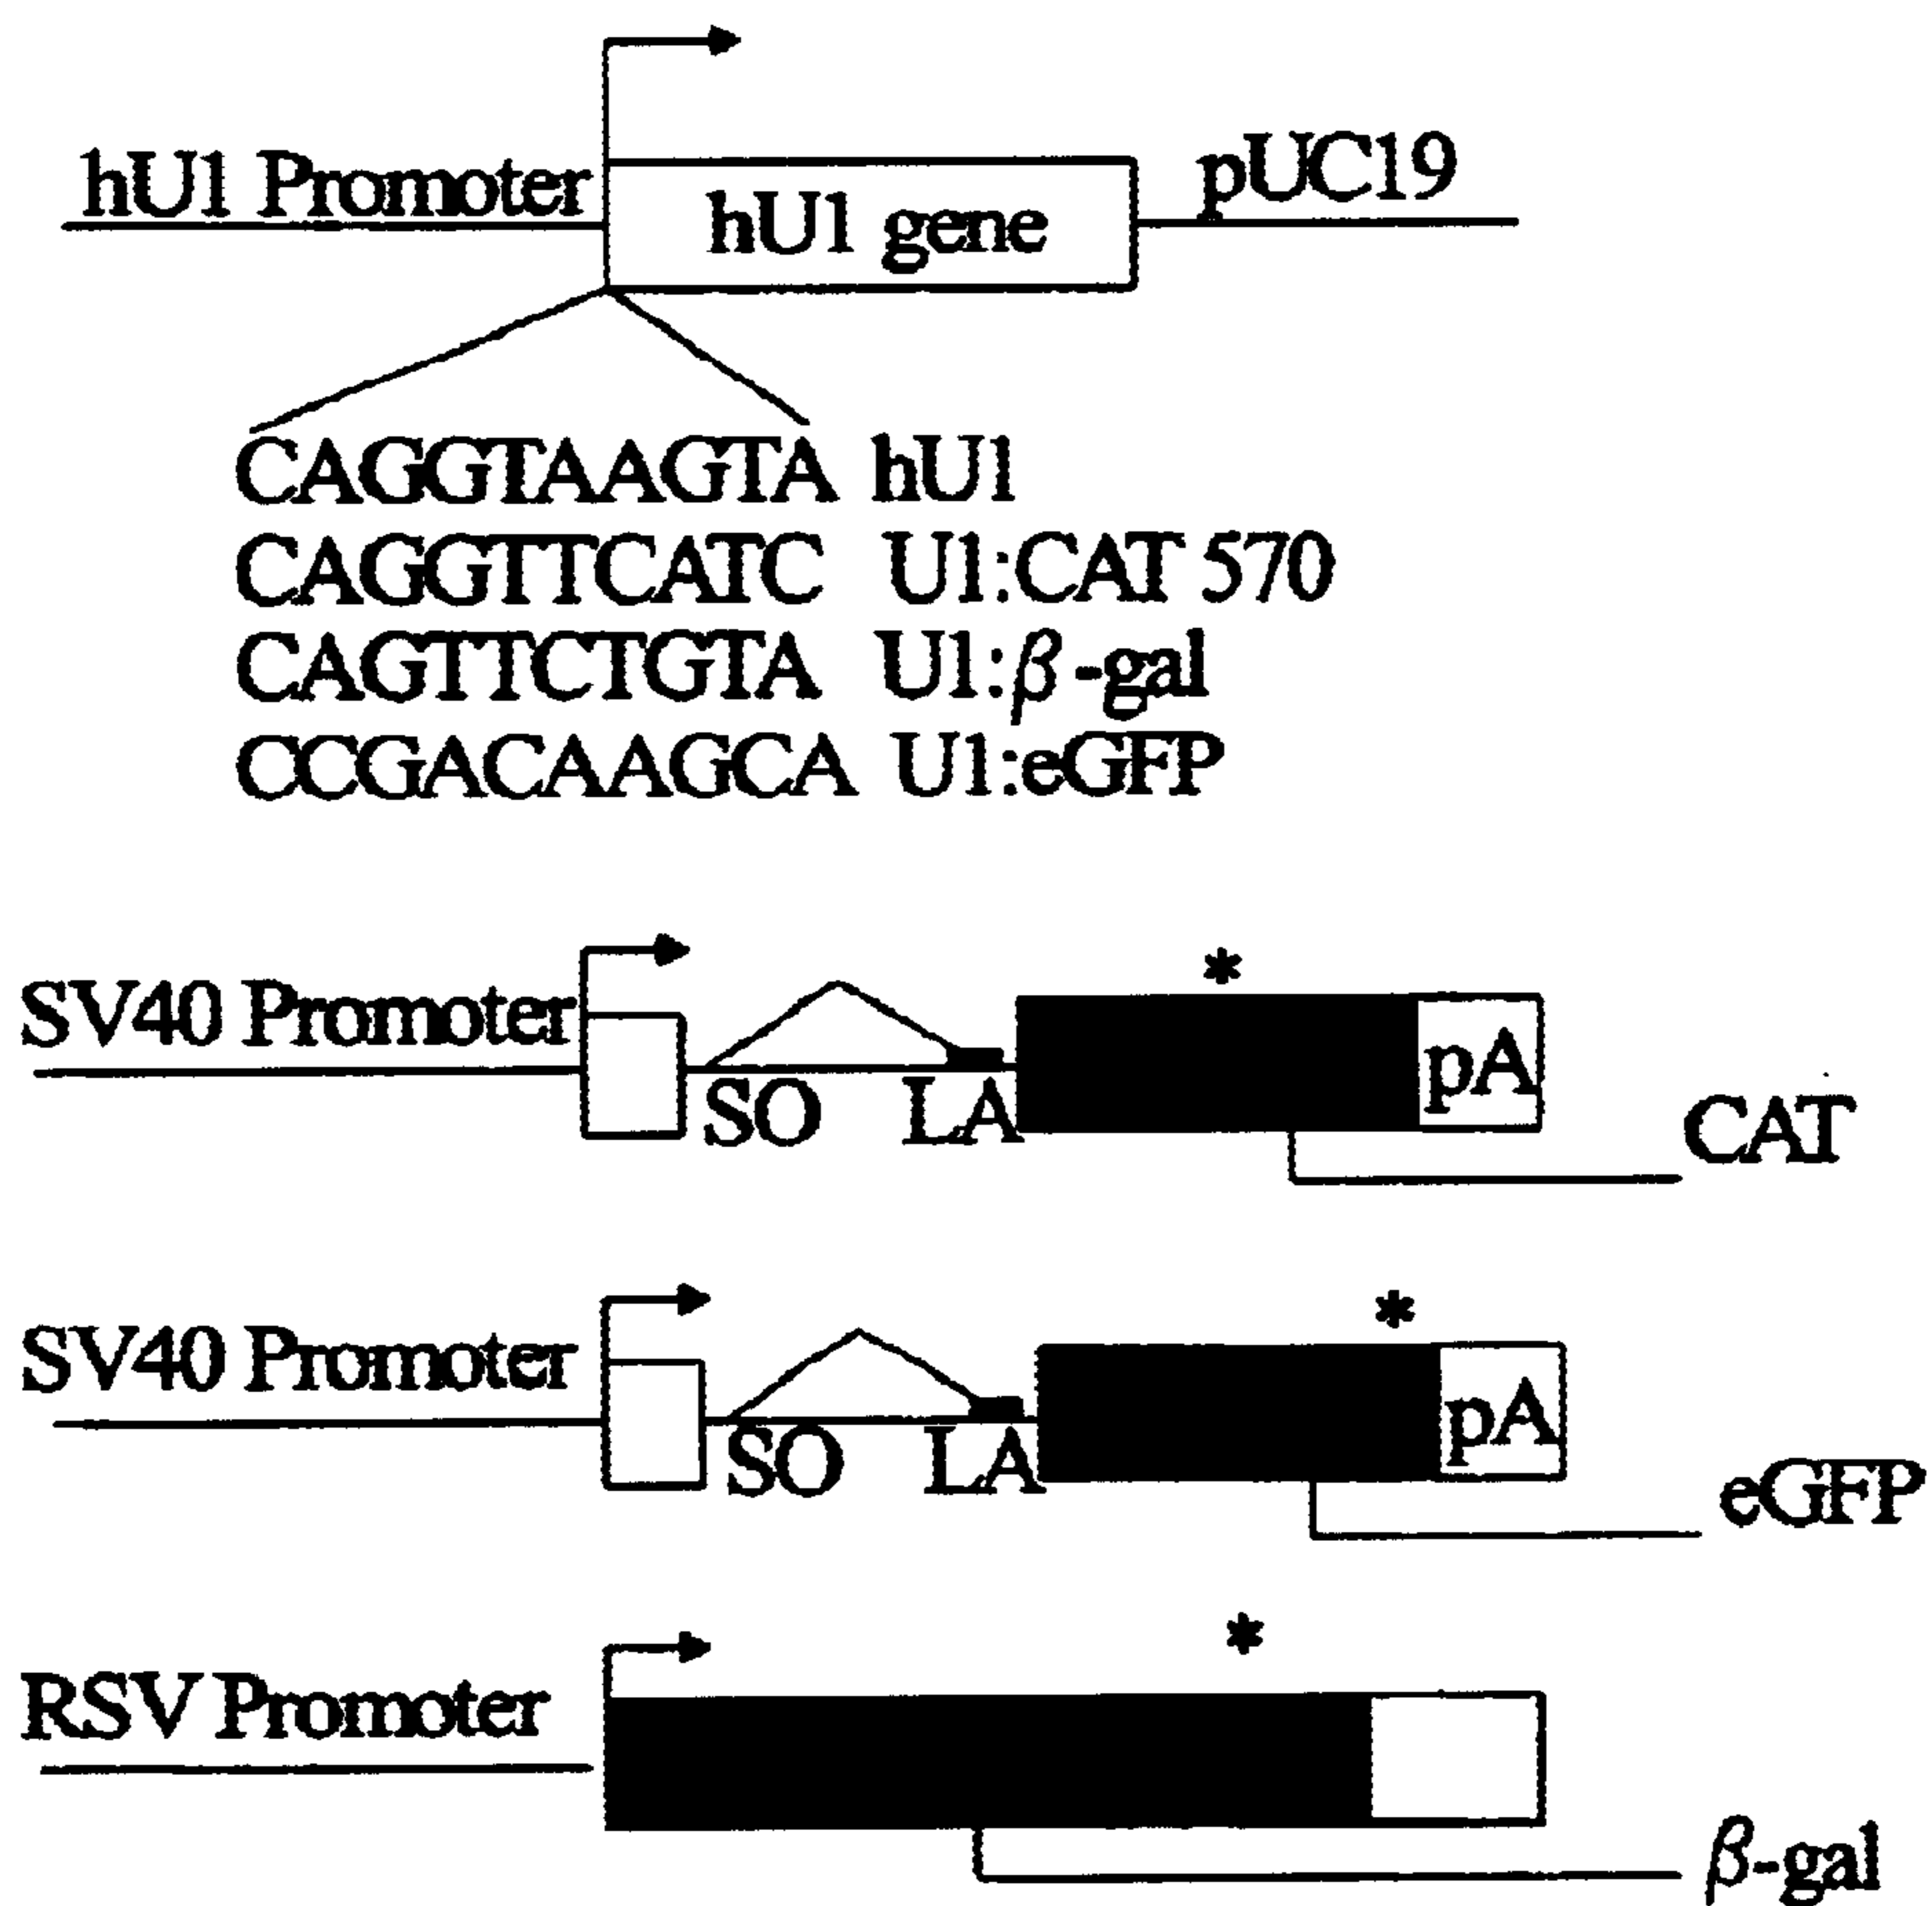 hU1 Promoter
hU1 gene
pUC19
CAGGTAAGTA hU1
CAGGTTCATC U1:CAT 570
CAGTTCTGTA U1:β-gal
CCGACAAGCA U1:eGFP
*
SV40 Promoter
SO LA
pA
CAT
*
SV40 Promoter
SO LA
pA
eGFP
*
RSV Promoter
β-gal